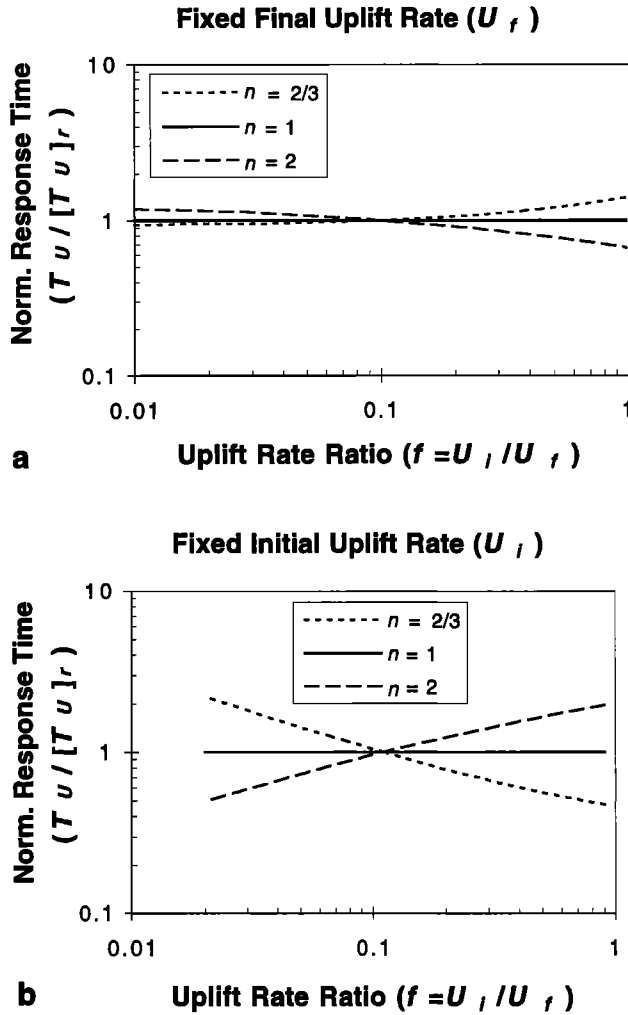 Fixed Final Uplift Rate (U f)
Norm. Response Time
(T U / [T U ]r)
10
1
0.1
n = 2/3
n = 1
n = 2
0.01
0.1
1
a
Uplift Rate Ratio (f =U i /U f )
Fixed Initial Uplift Rate (U i)
Norm. Response Time
(T U / [T U ]r)
10
1
0.1
n = 2/3
n = 1
n = 2
0.01
0.1
1
b
Uplift Rate Ratio (f =U i /U f )